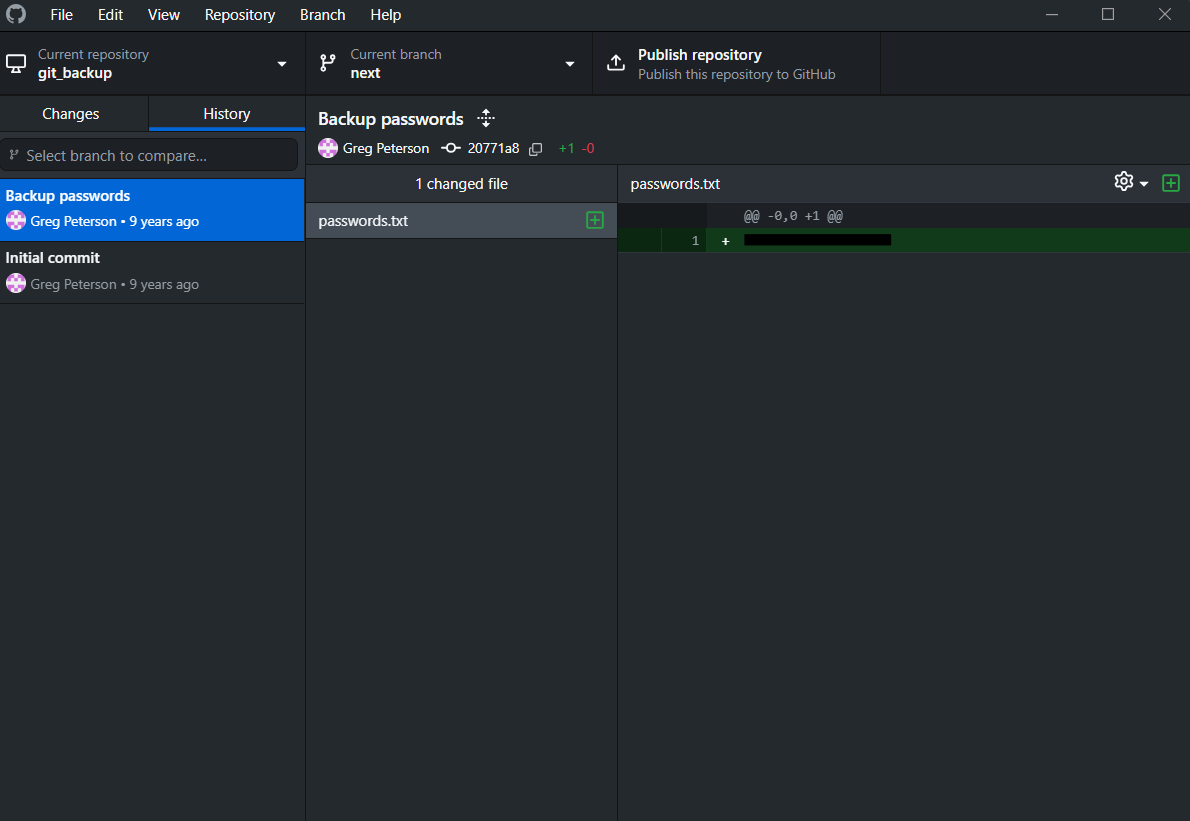 File Edit View Repository Branch Help
Current repository
git_backup
Current branch
next
Publish repository
Publish this repository to GitHub
Changes
History
Select branch to compare...
Backup passwords
Greg Peterson • 9 years ago
Initial commit
Greg Peterson • 9 years ago
Backup passwords
Greg Peterson 20771a8 +1 -0
1 changed file
passwords.txt
passwords.txt
@@ -0,0 +1 @@
1 +